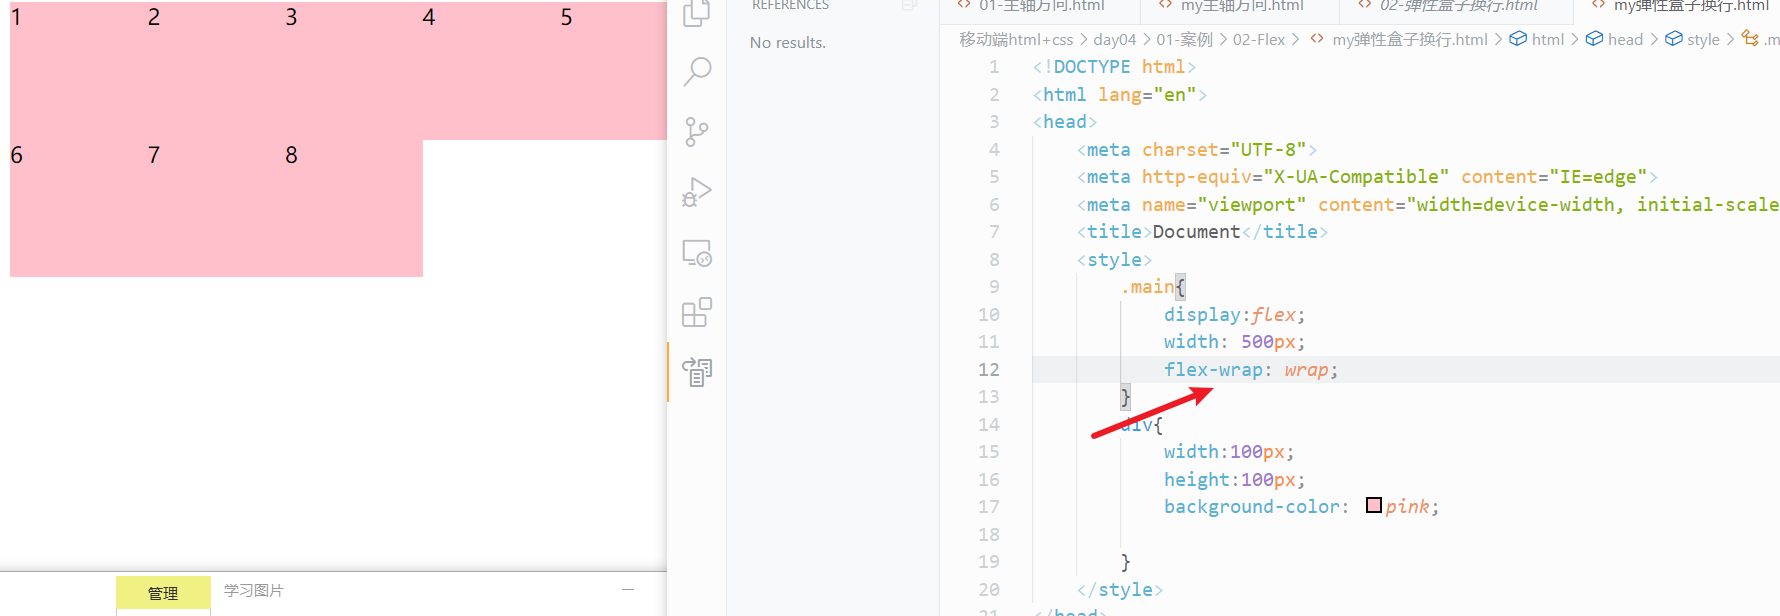 1 2 3 4 5
6 7 8
管理 学习图片
REFERENCES
No results.
01-主轴方向.html my主轴方向.html 02-弹性盒子换行.html my弹性盒子换行.html
移动端html+css > day04 > 01-案例 > 02-Flex > my弹性盒子换行.html > html > head > style > .m
1 <!DOCTYPE html>
2 <html lang="en">
3 <head>
4 <meta charset="UTF-8">
5 <meta http-equiv="X-UA-Compatible" content="IE=edge">
6 <meta name="viewport" content="width=device-width, initial-scale
7 <title>Document</title>
8 <style>
9 .main{
10 display:flex;
11 width: 500px;
12 flex-wrap: wrap;
13 }
14 div{
15 width:100px;
16 height:100px;
17 background-color: pink;
18
19 }
20 </style>
21 </head>